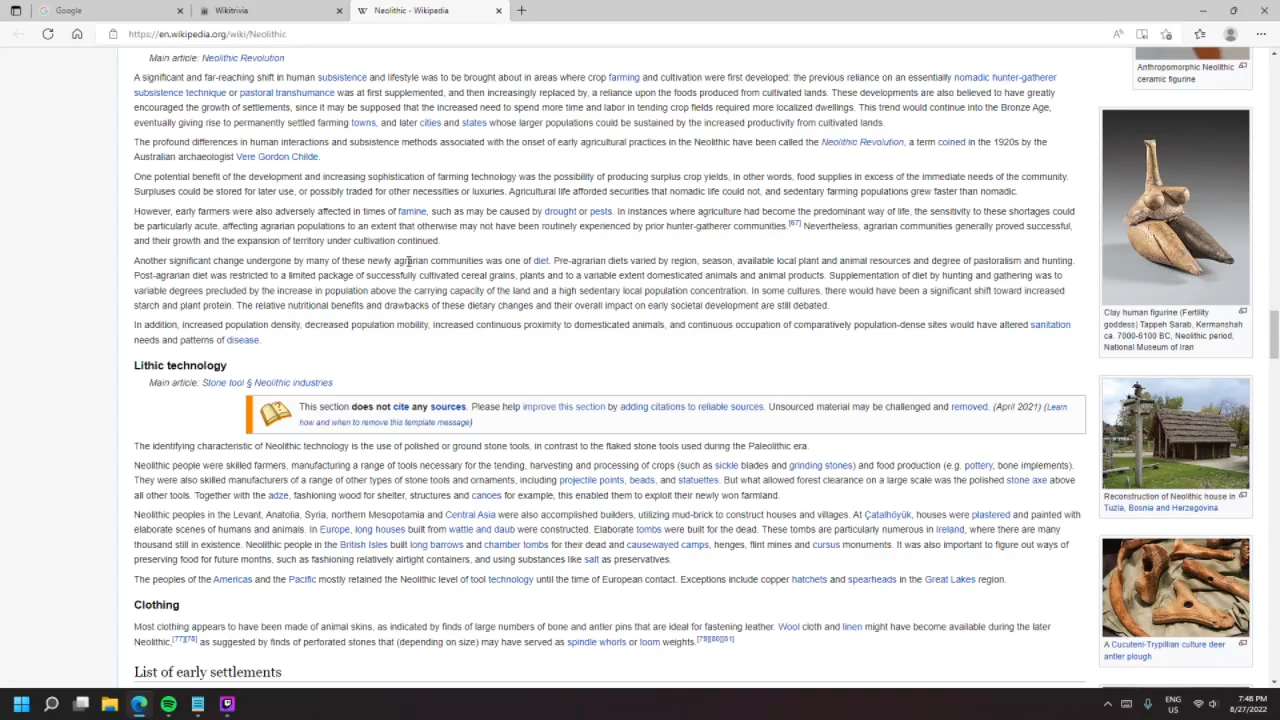 Google
Wikitrivia
Neolithic - Wikipedia
https://en.wikipedia.org/wiki/Neolithic
Main article: Neolithic Revolution
A significant and far-reaching shift in human subsistence and lifestyle was to be brought about in areas where crop farming and cultivation were first developed: the previous reliance on an essentially nomadic hunter-gatherer
subsistence technique or pastoral transhumance was at first supplemented, and then increasingly replaced by, a reliance upon the foods produced from cultivated lands. These developments are also believed to have greatly
encouraged the growth of settlements, since it may be supposed that the increased need to spend more time and labor in tending crop fields required more localized dwellings. This trend would continue into the Bronze Age,
eventually giving rise to permanently settled farming towns, and later cities and states whose larger populations could be sustained by the increased productivity from cultivated lands.
The profound differences in human interactions and subsistence methods associated with the onset of early agricultural practices in the Neolithic have been called the Neolithic Revolution, a term coined in the 1920s by the
Australian archaeologist Vere Gordon Childe.
One potential benefit of the development and increasing sophistication of farming technology was the possibility of producing surplus crop yields, in other words, food supplies in excess of the immediate needs of the community.
Surpluses could be stored for later use, or possibly traded for other necessities or luxuries. Agricultural life afforded securities that nomadic life could not, and sedentary farming populations grew faster than nomadic.
However, early farmers were also adversely affected in times of famine, such as may be caused by drought or pests. In instances where agriculture had become the predominant way of life, the sensitivity to these shortages could
be particularly acute, affecting agrarian populations to an extent that otherwise may not have been routinely experienced by prior hunter-gatherer communities.[67] Nevertheless, agrarian communities generally proved successful,
and their growth and the expansion of territory under cultivation continued.
Another significant change undergone by many of these newly agrarian communities was one of diet. Pre-agrarian diets varied by region, season, available local plant and animal resources and degree of pastoralism and hunting.
Post-agrarian diet was restricted to a limited package of successfully cultivated cereal grains, plants and to a variable extent domesticated animals and animal products. Supplementation of diet by hunting and gathering was to
variable degrees precluded by the increase in population above the carrying capacity of the land and a high sedentary local population concentration. In some cultures, there would have been a significant shift toward increased
starch and plant protein. The relative nutritional benefits and drawbacks of these dietary changes and their overall impact on early societal development are still debated.
In addition, increased population density, decreased population mobility, increased continuous proximity to domesticated animals, and continuous occupation of comparatively population-dense sites would have altered sanitation
needs and patterns of disease.
Lithic technology
Main article: Stone tool § Neolithic industries
This section does not cite any sources. Please help improve this section by adding citations to reliable sources. Unsourced material may be challenged and removed. (April 2021) (Learn
how and when to remove this template message)
The identifying characteristic of Neolithic technology is the use of polished or ground stone tools, in contrast to the flaked stone tools used during the Paleolithic era.
Neolithic people were skilled farmers, manufacturing a range of tools necessary for the tending, harvesting and processing of crops (such as sickle blades and grinding stones) and food production (e.g. pottery, bone implements).
They were also skilled manufacturers of a range of other types of stone tools and ornaments, including projectile points, beads, and statuettes. But what allowed forest clearance on a large scale was the polished stone axe above
all other tools. Together with the adze, fashioning wood for shelter, structures and canoes for example, this enabled them to exploit their newly won farmland.
Neolithic peoples in the Levant, Anatolia, Syria, northern Mesopotamia and Central Asia were also accomplished builders, utilizing mud-brick to construct houses and villages. At Çatalhöyük, houses were plastered and painted with
elaborate scenes of humans and animals. In Europe, long houses built from wattle and daub were constructed. Elaborate tombs were built for the dead. These tombs are particularly numerous in Ireland, where there are many
thousand still in existence. Neolithic people in the British Isles built long barrows and chamber tombs for their dead and causewayed camps, henges, flint mines and cursus monuments. It was also important to figure out ways of
preserving food for future months, such as fashioning relatively airtight containers, and using substances like salt as preservatives.
The peoples of the Americas and the Pacific mostly retained the Neolithic level of tool technology until the time of European contact. Exceptions include copper hatchets and spearheads in the Great Lakes region.
Clothing
Most clothing appears to have been made of animal skins, as indicated by finds of large numbers of bone and antler pins that are ideal for fastening leather. Wool cloth and linen might have become available during the later
Neolithic,[77][78] as suggested by finds of perforated stones that (depending on size) may have served as spindle whorls or loom weights.[79][80][81]
List of early settlements
Anthropomorphic Neolithic
ceramic figurine
Clay human figurine (Fertility
goddess) Tappeh Sarab, Kermanshah
ca. 7000-6100 BC, Neolithic period,
National Museum of Iran
Reconstruction of Neolithic house in
Tuzla, Bosnia and Herzegovina
A Cucuteni-Trypillian culture deer
antler plough
ENG
US
7:48 PM
8/27/2022